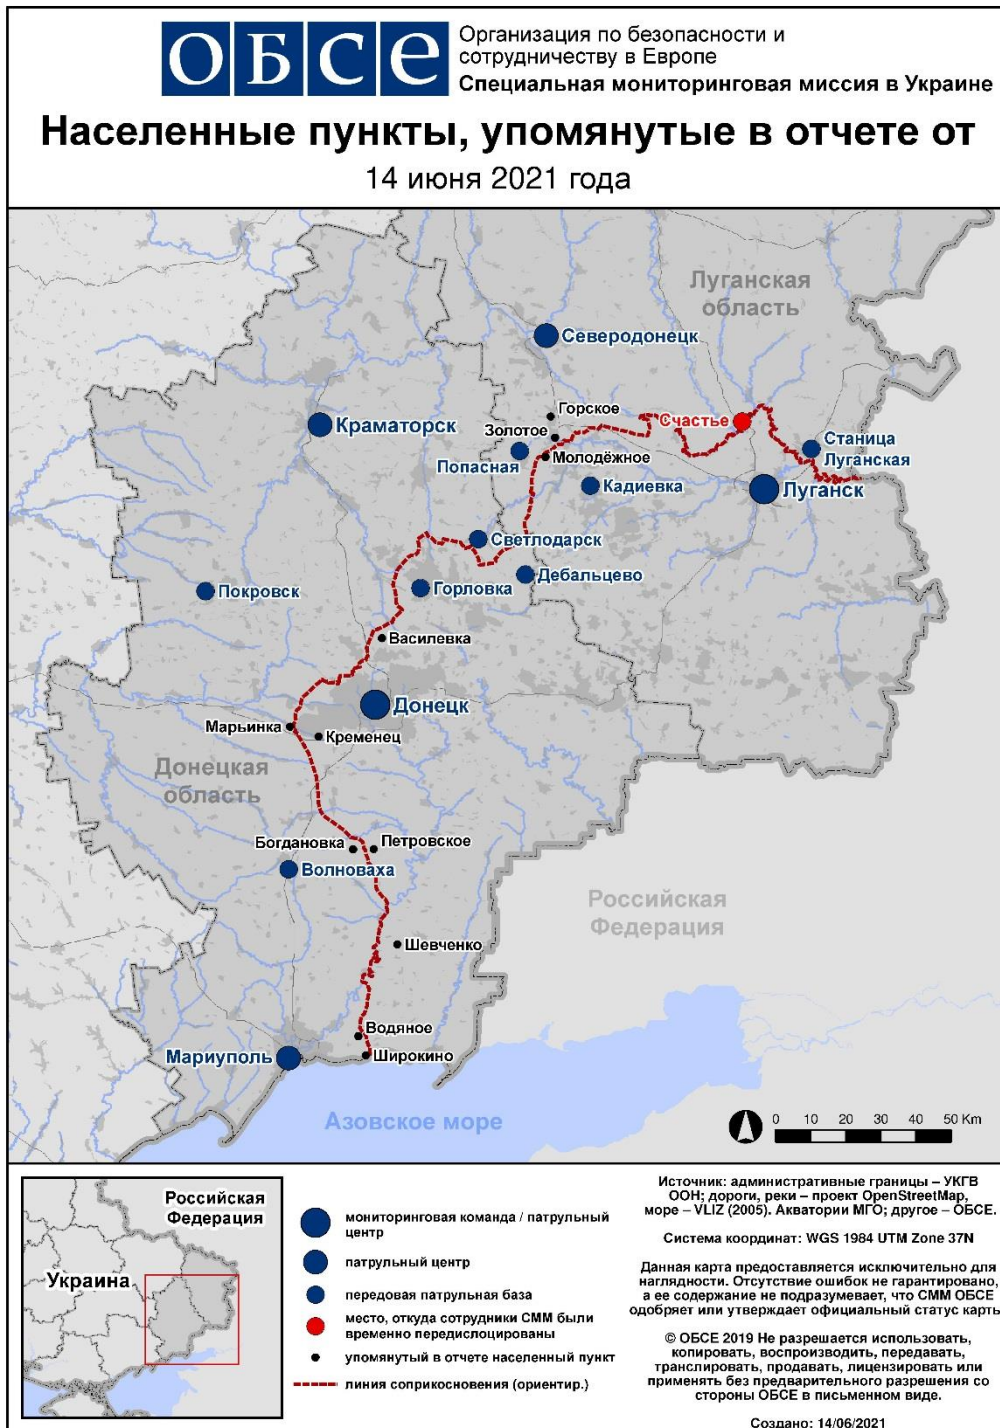 ОБСЕ
Организация по безопасности и
сотрудничеству в Европе
Специальная мониторинговая миссия в Украине
Населенные пункты, упомянутые в отчете от
14 июня 2021 года
Луганская
область
Северодонецк
Горское
Счастье
Краматорск
Золотое
Станица
Луганская
Попасная
Молодёжное
Кадиевка
Луганск
Светлодарск
Дебальцево
Покровск
Горловка
Василевка
Донецк
Марьинка
Кременец
Донецкая
область
Богдановка
Петровское
Волноваха
Российская
Федерация
Шевченко
Водяное
Мариуполь
Широкино
Азовское море
0 10 20 30 40 50 Km
Российская
Федерация
Украина
мониторинговая команда / патрульный
центр
патрульный центр
передовая патрульная база
место, откуда сотрудники СММ были
временно передислоцированы
упомянутый в отчете населенный пункт
линия соприкосновения (ориентир.)
Источник: административные границы – УКГВ
ООН; дороги, реки – проект OpenStreetMap,
море – VLIZ (2005). Акватории МГО; другое – ОБСЕ.
Система координат: WGS 1984 UTM Zone 37N
Данная карта предоставляется исключительно для
наглядности. Отсутствие ошибок не гарантировано,
а ее содержание не подразумевает, что СММ ОБСЕ
одобряет или утверждает официальный статус карты
© ОБСЕ 2019 Не разрешается использовать,
копировать, воспроизводить, передавать,
транслировать, продавать, лицензировать или
применять без предварительного разрешения со
стороны ОБСЕ в письменном виде.
Создано: 14/06/2021